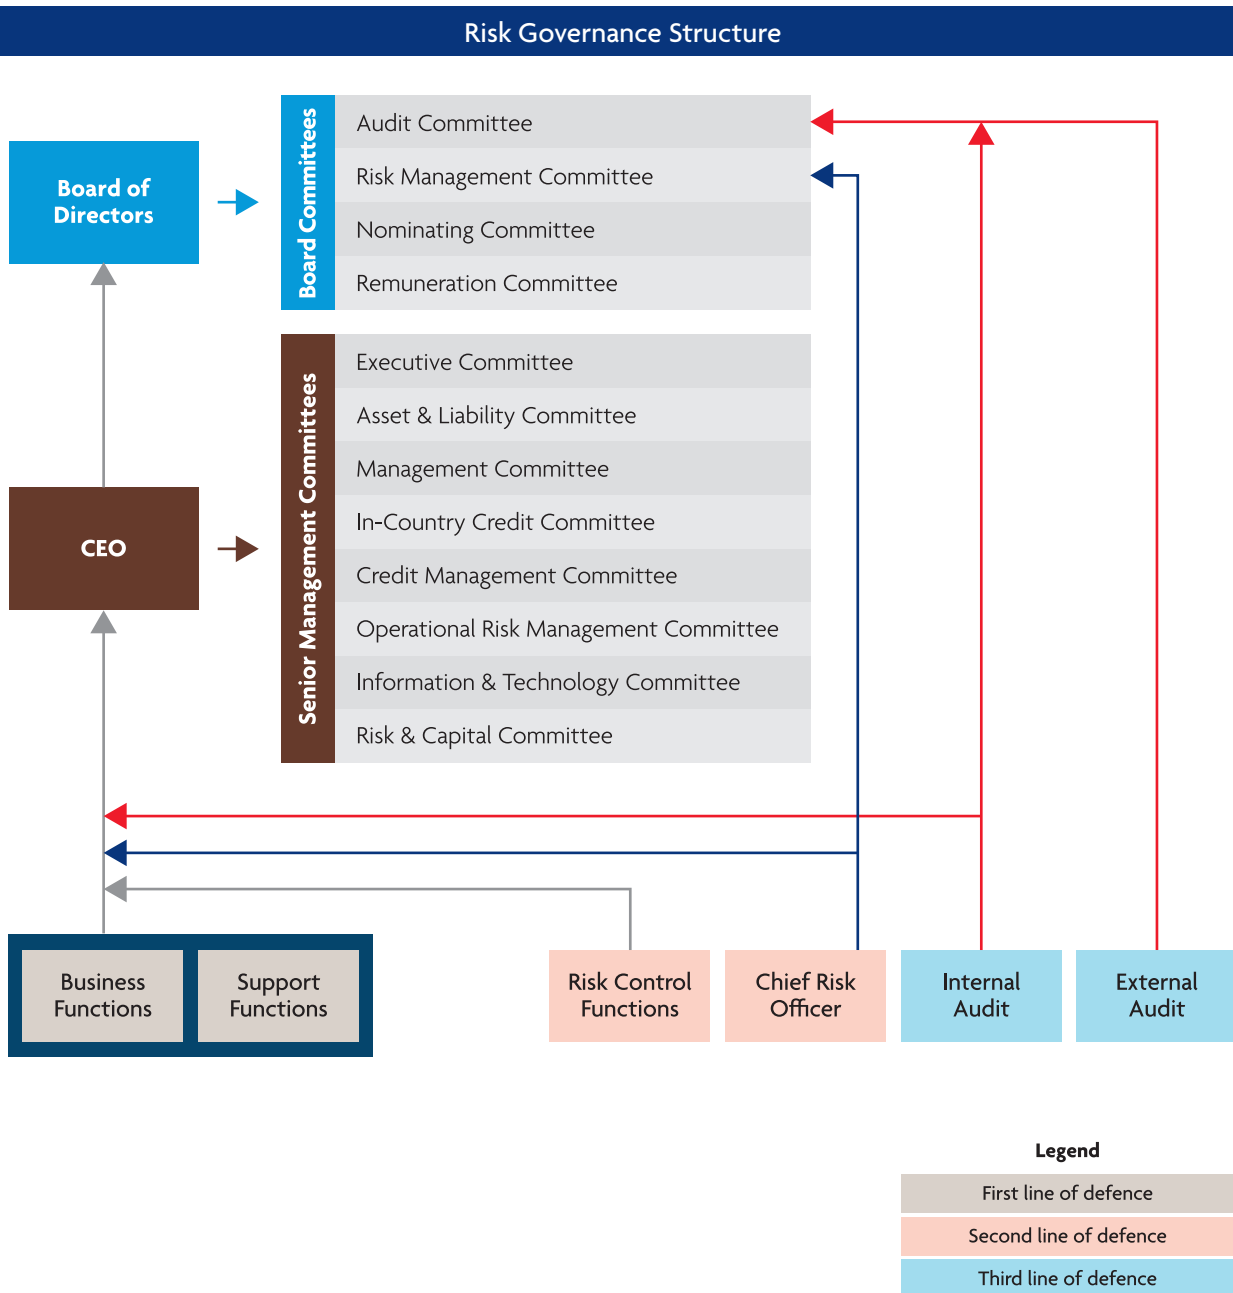 Risk Governance Structure
Board of
Directors
Board Committees
Audit Committee
Risk Management Committee
Nominating Committee
Remuneration Committee
CEO
Senior Management Committees
Executive Committee
Asset & Liability Committee
Management Committee
In-Country Credit Committee
Credit Management Committee
Operational Risk Management Committee
Information & Technology Committee
Risk & Capital Committee
Business
Functions
Support
Functions
Risk Control
Functions
Chief Risk
Officer
Internal
Audit
External
Audit
Legend
First line of defence
Second line of defence
Third line of defence